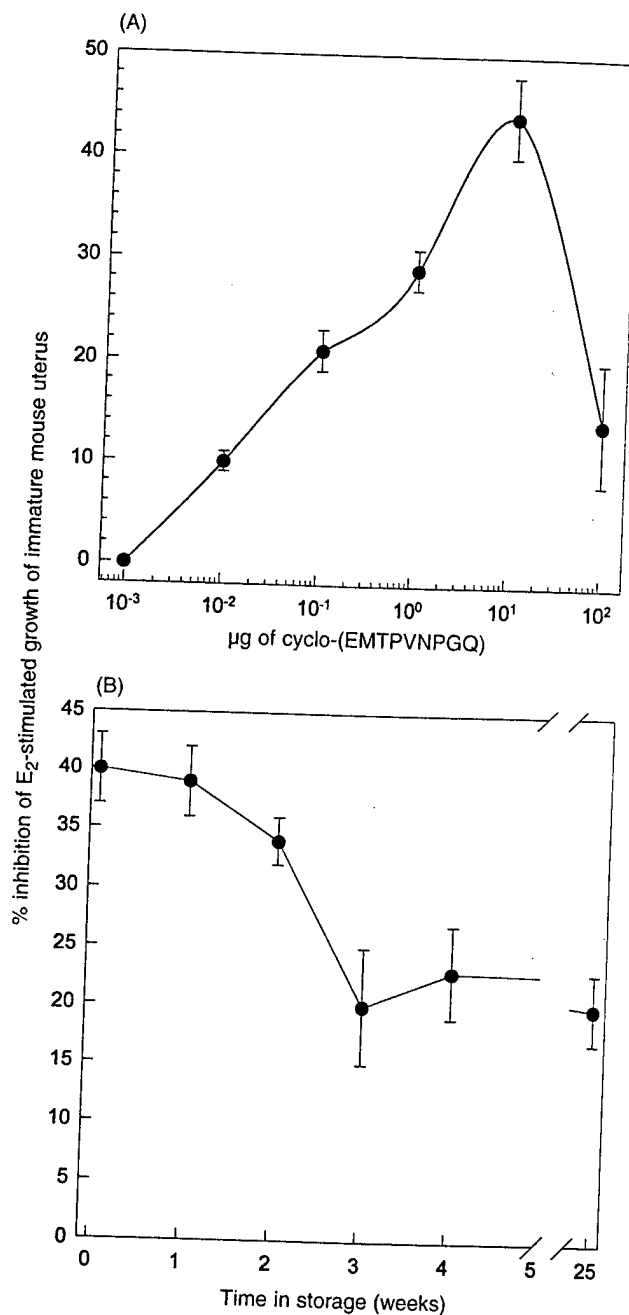 (A)
50
40
30
20
10
0
10⁻³ 10⁻² 10⁻¹ 10⁰ 10¹ 10²
µg of cyclo-(EMTPVNPGQ)
% inhibition of E₂-stimulated growth of immature mouse uterus
(B)
45
40
35
30
25
20
15
10
5
0
0 1 2 3 4 5 25
Time in storage (weeks)